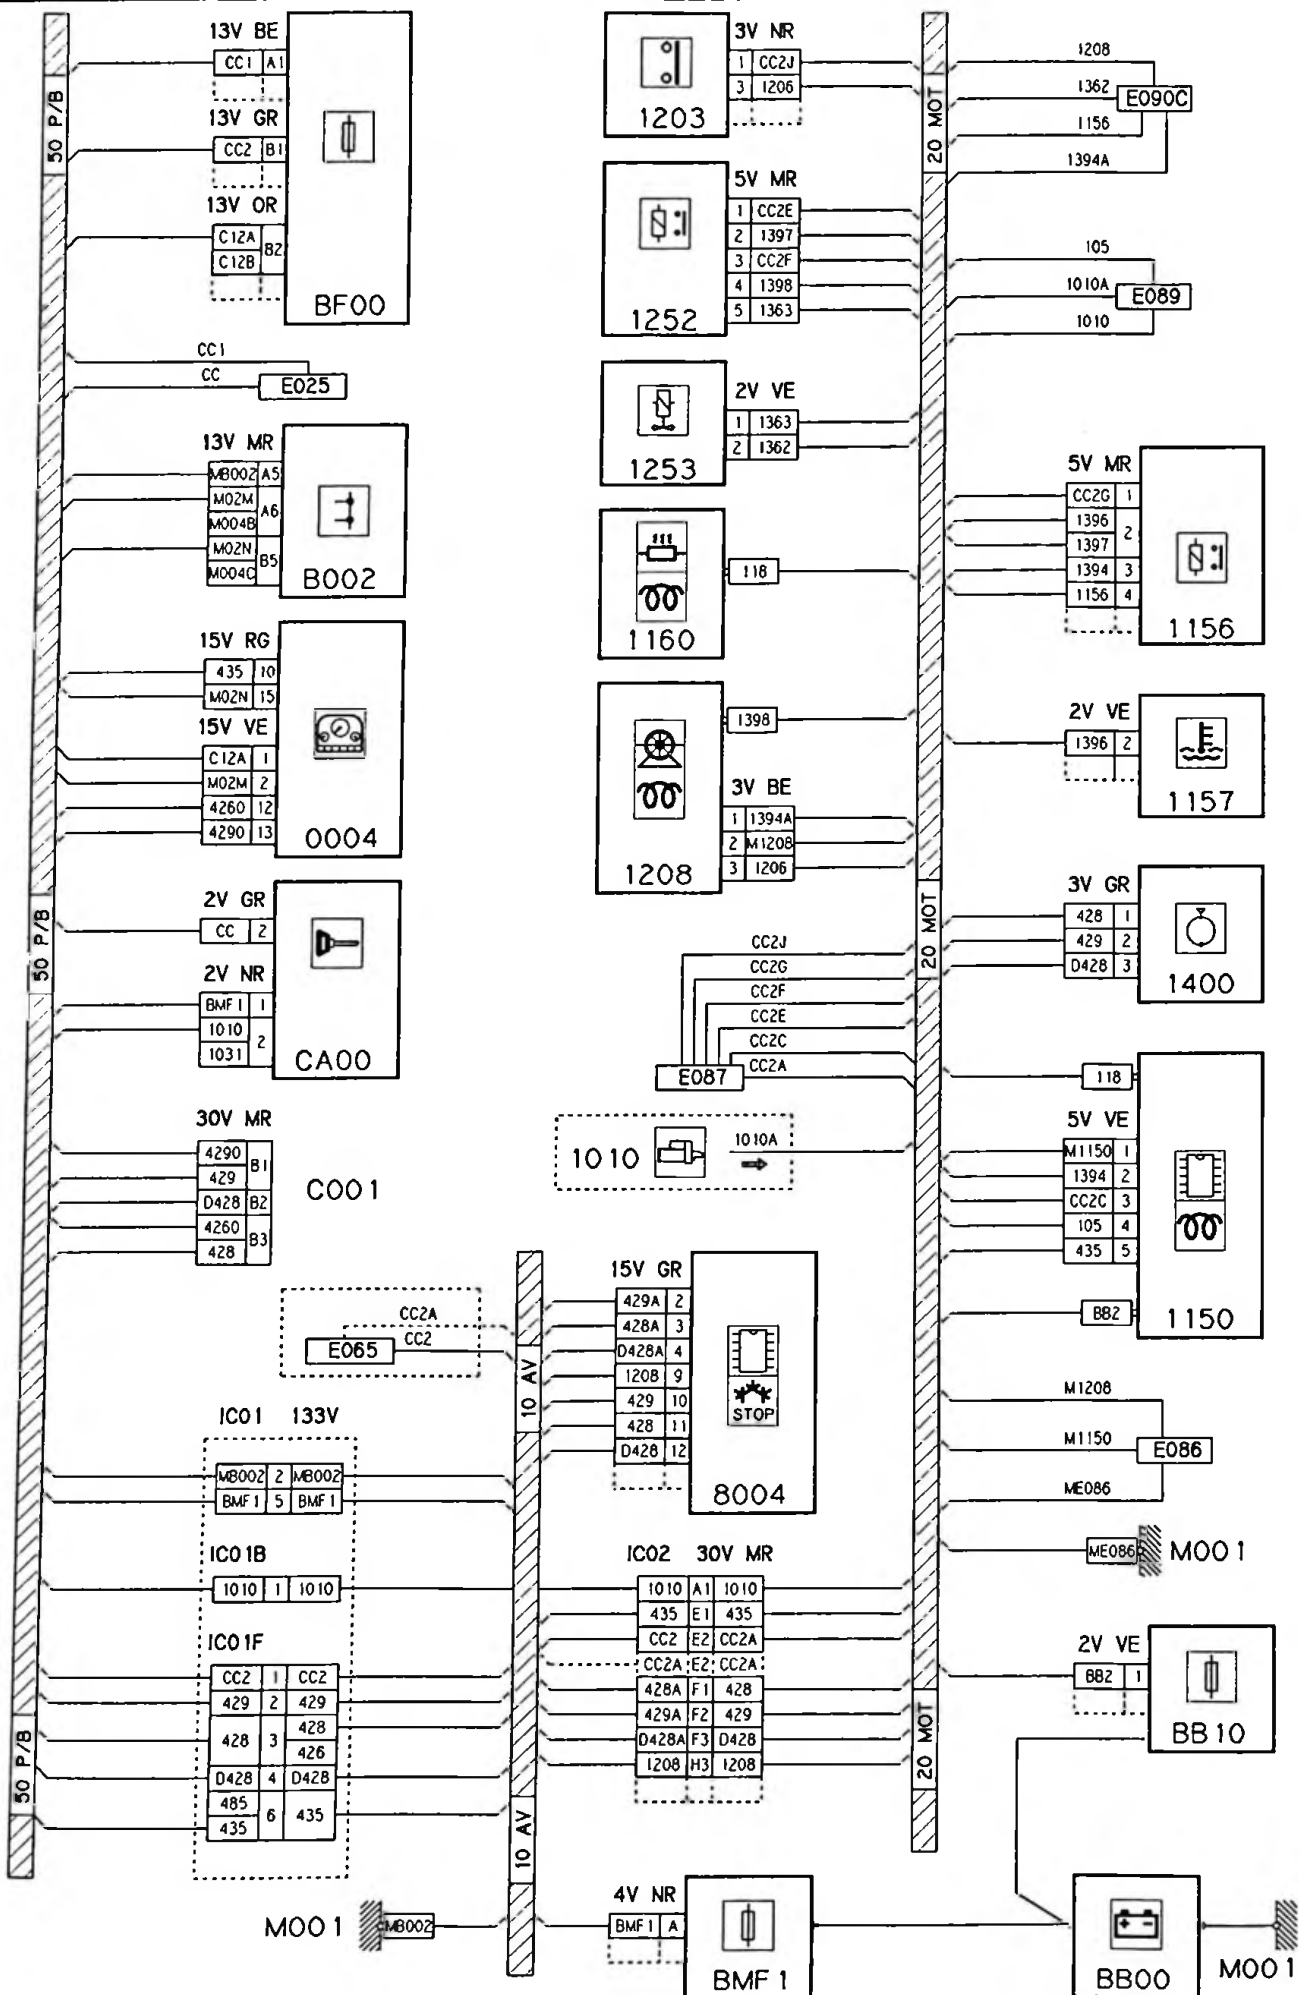 50 P/B
13V BE
CC1 A1
13V GR
CC2 B1
13V OR
C12A B2
C12B
BF00
CC1
CC
E025
13V MR
MB002 A5
M02M A6
M004B
M02N B5
M004C
B002
15V RG
435 10
M02N 15
15V VE
C12A 1
M02M 2
4260 12
4290 13
0004
50 P/B
2V GR
CC 2
2V NR
BMF1 1
1010 2
1031
CA00
30V MR
4290 B1
429
D428 B2
4260 B3
428
C001
CC2A
CC2
E065
IC01 133V
MB002 2 MB002
BMF1 5 BMF1
IC01B
1010 1 1010
IC01F
CC2 1 CC2
429 2 429
428 3 428
426
D428 4 D428
485 6 435
435
50 P/B
M001
MB002
3V NR
1 CC2J
3 1206
1203
5V MR
1 CC2E
2 1397
3 CC2F
4 1398
5 1363
1252
2V VE
1 1363
2 1362
1253
118
1160
1398
3V BE
1 1394A
2 M1208
3 1206
1208
CC2J
CC2G
CC2F
CC2E
CC2C
CC2A
E087
1010
1010A
10 AV
15V GR
429A 2
428A 3
D428A 4
1208 9
429 10
428 11
D428 12
STOP
8004
IC02 30V MR
1010 A1 1010
435 E1 435
CC2 E2 CC2A
CC2A E2 CC2A
428A F1 428
429A F2 429
D428A F3 D428
1208 H3 1208
10 AV
4V NR
BMF1 A
BMF1
20 MOT
1208
1362
1156
1394A
E090C
105
1010A
1010
E089
5V MR
CC2G 1
1396 2
1397
1394 3
1156 4
1156
2V VE
1396 2
1157
20 MOT
3V GR
428 1
429 2
D428 3
1400
118
5V VE
M1150 1
1394 2
CC2C 3
105 4
435 5
BB2
1150
M1208
M1150
ME086
E086
ME086
M001
2V VE
BB2 1
BB10
20 MOT
BB00
M001